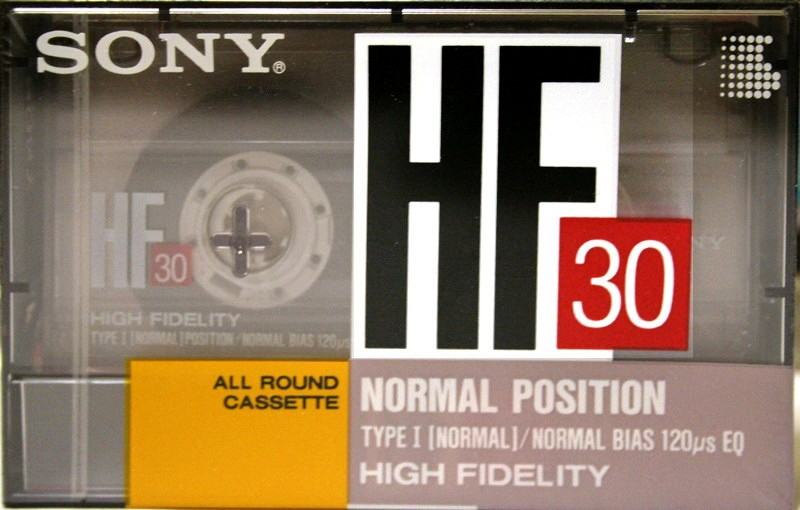 SONY®
HF
30
HF
30
HIGH FIDELITY
TYPE I [NORMAL] POSITION/NORMAL BIAS 120µs
ALL ROUND
CASSETTE
NORMAL POSITION
TYPE I [NORMAL]/NORMAL BIAS 120µs EQ
HIGH FIDELITY